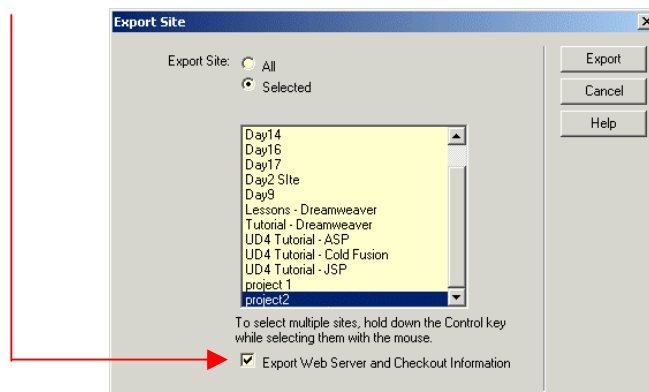 Export Site
Export Site:
All
Selected
Export
Cancel
Help
Day14
Day16
Day17
Day2 SIte
Day9
Lessons - Dreamweaver
Tutorial - Dreamweaver
UD4 Tutorial - ASP
UD4 Tutorial - Cold Fusion
UD4 Tutorial - JSP
project 1
project2
To select multiple sites, hold down the Control key
while selecting them with the mouse.
Export Web Server and Checkout Information